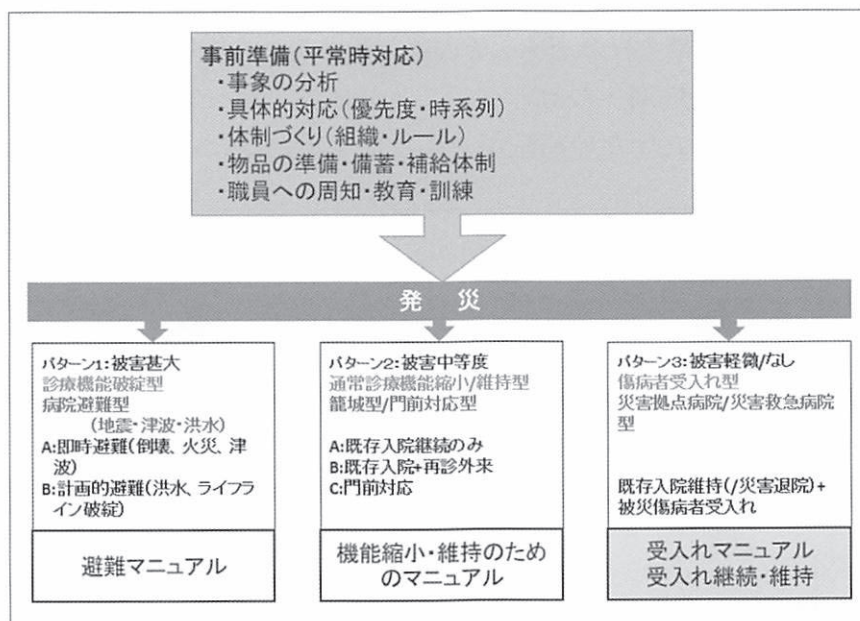 事前準備(平常時対応)
・事象の分析
・具体的対応(優先度・時系列)
・体制づくり(組織・ルール)
・物品の準備・備蓄・補給体制
・職員への周知・教育・訓練
発 災
パターン1:被害甚大
診療機能破綻型
病院避難型
(地震・津波・洪水)
A:即時避難(倒壊、火災、津
波)
B:計画的避難(洪水、ライフラ
イン破綻)
避難マニュアル
パターン2:被害中等度
通常診療機能縮小/維持型
籠城型/門前対応型
A:既存入院継続のみ
B:既存入院+再診外来
C:門前対応
機能縮小・維持のため
のマニュアル
パターン3:被害軽微/なし
傷病者受入れ型
災害拠点病院/災害救急病院
型
既存入院維持(/災害退院)+
被災傷病者受入れ
受入れマニュアル
受入れ継続・維持